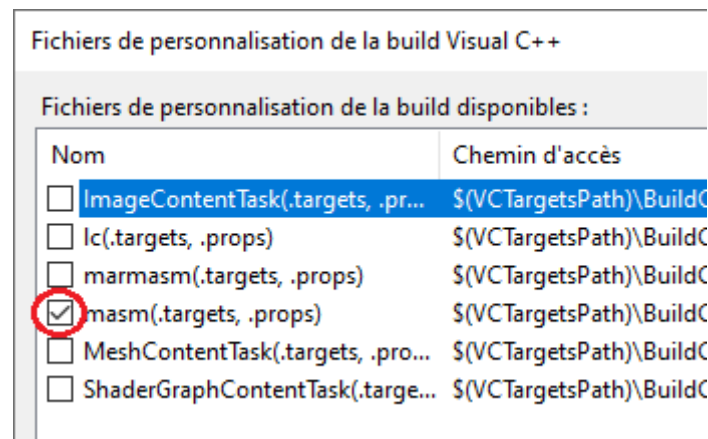 Fichiers de personnalisation de la build Visual C++
Fichiers de personnalisation de la build disponibles :
Nom Chemin d'accès
ImageContentTask(.targets, .pr... $(VCTargetsPath)\BuildC
lc(.targets, .props) $(VCTargetsPath)\BuildC
marmasm(.targets, .props) $(VCTargetsPath)\BuildC
masm(.targets, .props) $(VCTargetsPath)\BuildC
MeshContentTask(.targets, .pro... $(VCTargetsPath)\BuildC
ShaderGraphContentTask(.targe... $(VCTargetsPath)\BuildC